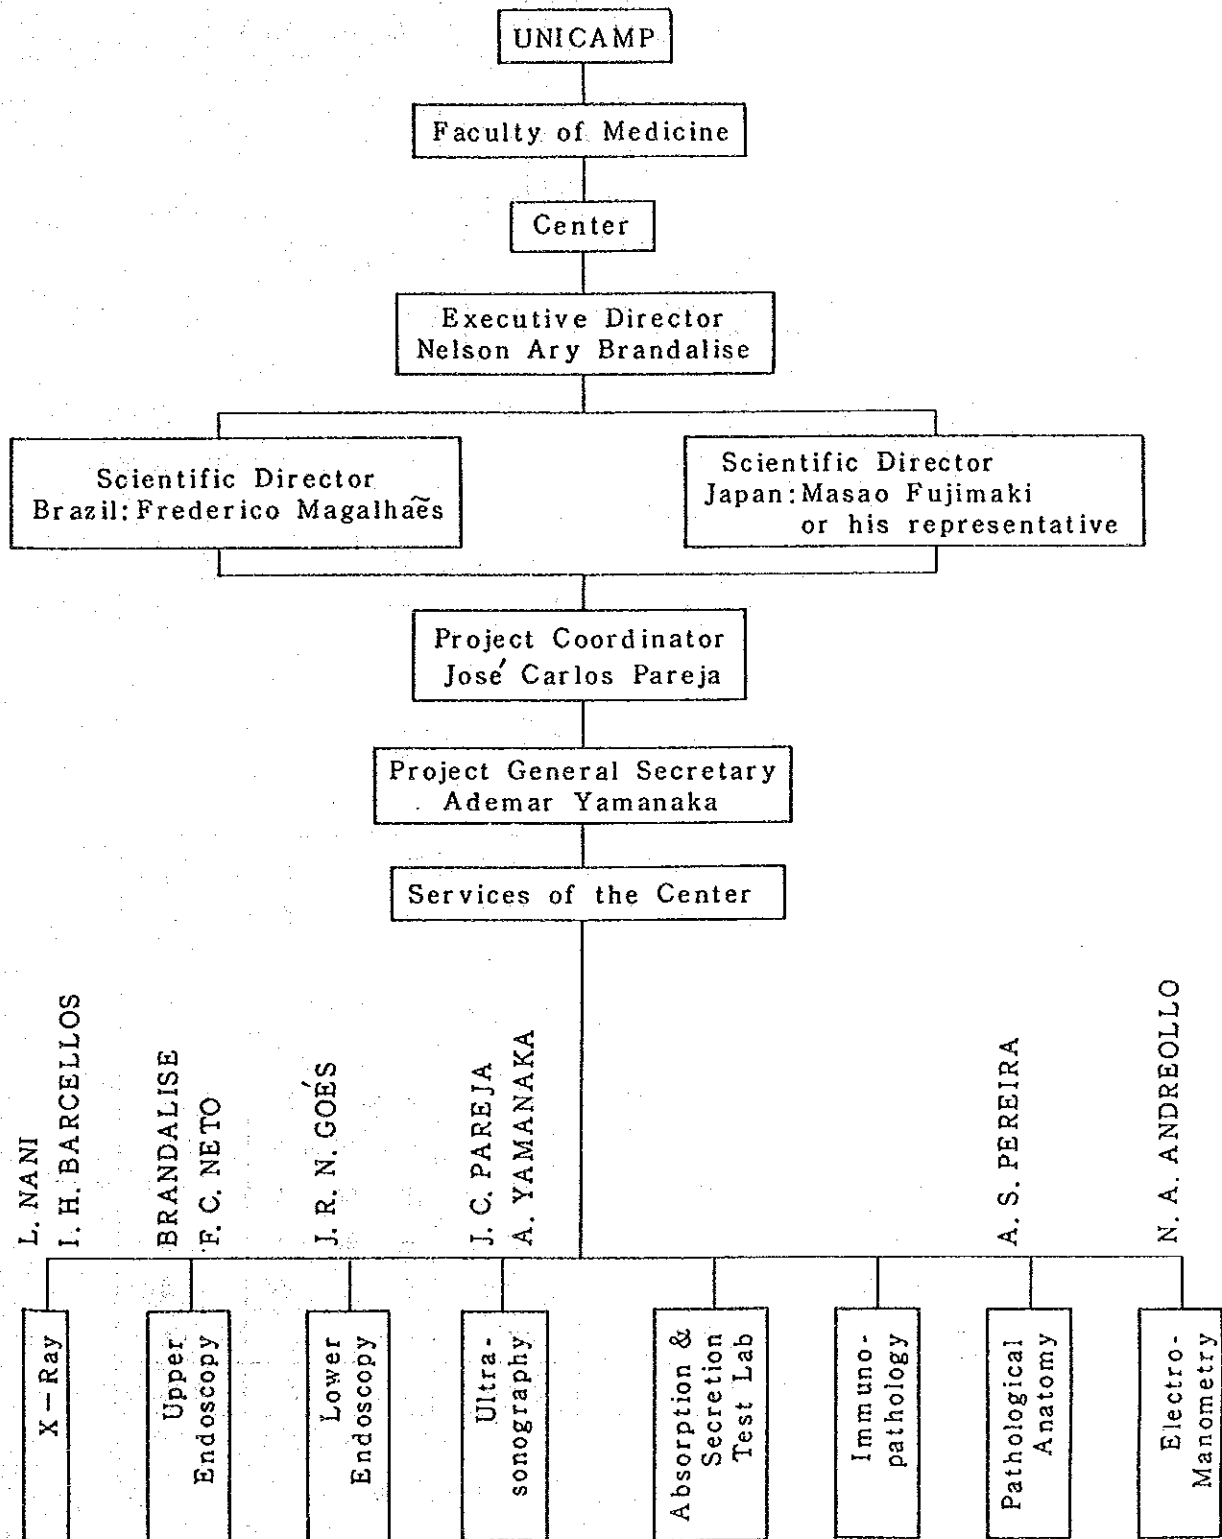 UNICAMP
Faculty of Medicine
Center
Executive Director
Nelson Ary Brandalise
Scientific Director
Brazil: Frederico Magalhães
Scientific Director
Japan: Masao Fujimaki
or his representative
Project Coordinator
José Carlos Pareja
Project General Secretary
Ademar Yamanaka
Services of the Center
L. NANI
I. H. BARCELLOS
BRANDALISE
F. C. NETO
J. R. N. GOÉS
J. C. PAREJA
A. YAMANAKA
A. S. PEREIRA
N. A. ANDREOLLO
X-Ray
Upper
Endoscopy
Lower
Endoscopy
Ultra-
sonography
Absorption &
Secretion
Test Lab
Immuno-
pathology
Pathological
Anatomy
Electro-
Manometry